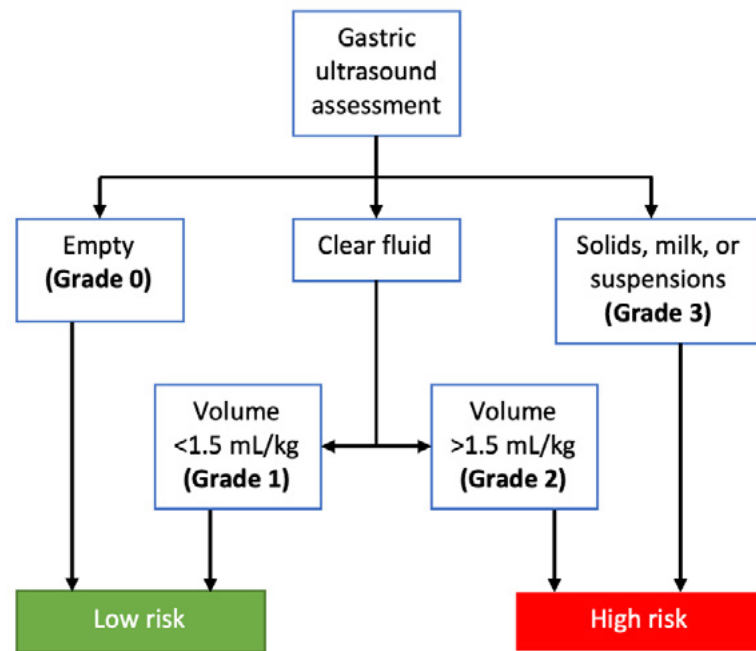 Gastric
ultrasound
assessment
Empty
(Grade 0)
Clear fluid
Solids, milk, or
suspensions
(Grade 3)
Volume
<1.5 mL/kg
(Grade 1)
Volume
>1.5 mL/kg
(Grade 2)
Low risk
High risk